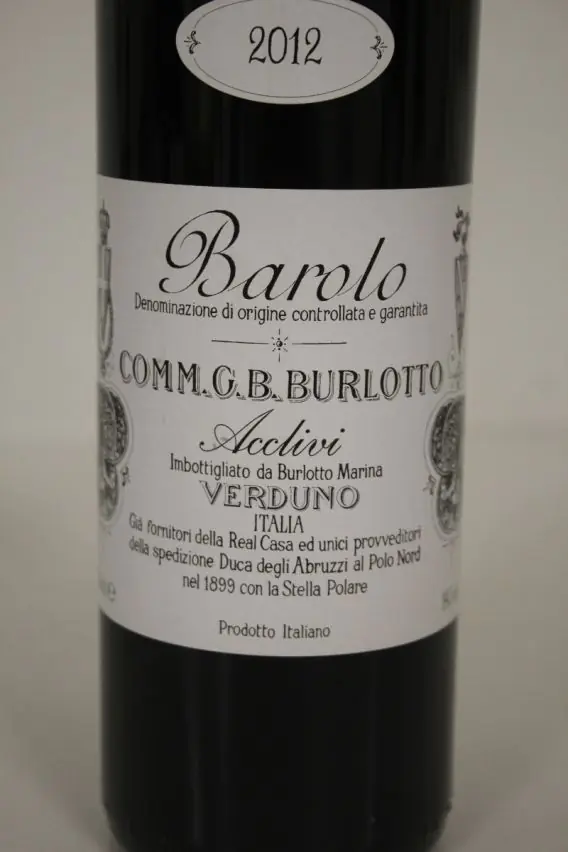 2012
Barolo
Denominazione di origine controllata e garantita
COMM. G.B. BURLOTTO
Acclivi
Imbottigliato da Burlotto Marina
VERDUNO
ITALIA
Già fornitori della Real Casa ed unici provveditori
della spedizione Duca degli Abruzzi al Polo Nord
nel 1899 con la Stella Polare
Prodotto Italiano